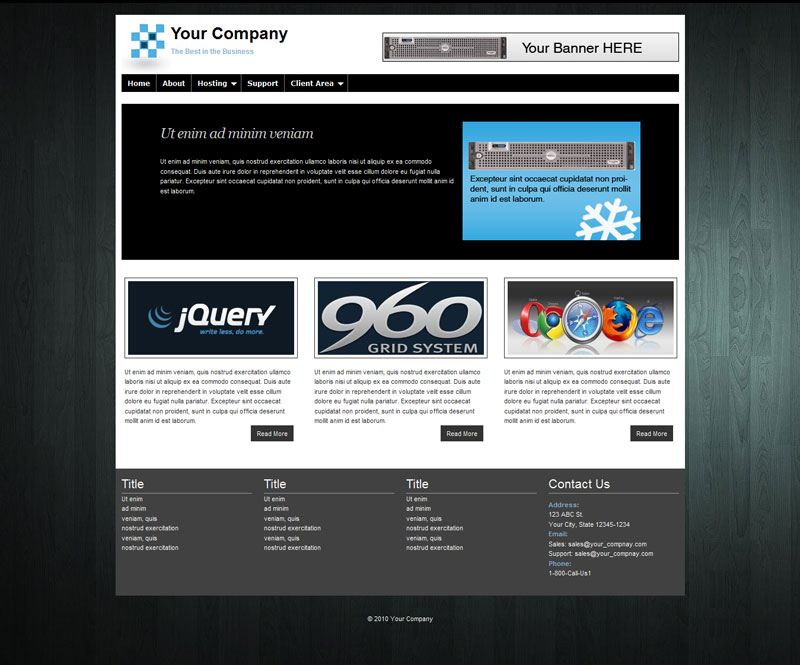 Your Company
The Best in the Business
Your Banner HERE
Home About Hosting Support Client Area
Ut enim ad minim veniam
Ut enim ad minim veniam, quis nostrud exercitation ullamco laboris nisi ut aliquip ex ea commodo
consequat. Duis aute irure dolor in reprehenderit in voluptate velit esse cillum dolore eu fugiat nulla
pariatur. Excepteur sint occaecat cupidatat non proident, sunt in culpa qui officia deserunt mollit anim id
est laborum.
Excepteur sint occaecat cupidatat non proi-
dent, sunt in culpa qui officia deserunt mollit
anim id est laborum.
jQuery
write less, do more.
960
GRID SYSTEM
Ut enim ad minim veniam, quis nostrud exercitation ullamco
laboris nisi ut aliquip ex ea commodo consequat. Duis aute
irure dolor in reprehenderit in voluptate velit esse cillum
dolore eu fugiat nulla pariatur. Excepteur sint occaecat
cupidatat non proident, sunt in culpa qui officia deserunt
mollit anim id est laborum.
Read More
Ut enim ad minim veniam, quis nostrud exercitation ullamco
laboris nisi ut aliquip ex ea commodo consequat. Duis aute
irure dolor in reprehenderit in voluptate velit esse cillum
dolore eu fugiat nulla pariatur. Excepteur sint occaecat
cupidatat non proident, sunt in culpa qui officia deserunt
mollit anim id est laborum.
Read More
Ut enim ad minim veniam, quis nostrud exercitation ullamco
laboris nisi ut aliquip ex ea commodo consequat. Duis aute
irure dolor in reprehenderit in voluptate velit esse cillum
dolore eu fugiat nulla pariatur. Excepteur sint occaecat
cupidatat non proident, sunt in culpa qui officia deserunt
mollit anim id est laborum.
Read More
Title
Ut enim
ad minim
veniam, quis
nostrud exercitation
veniam, quis
nostrud exercitation
Title
Ut enim
ad minim
veniam, quis
nostrud exercitation
veniam, quis
nostrud exercitation
Title
Ut enim
ad minim
veniam, quis
nostrud exercitation
veniam, quis
nostrud exercitation
Contact Us
Address:
123 ABC St.
Your City, State 12345-1234
Email:
Sales: sales@your_compnay.com
Support: sales@your_compnay.com
Phone:
1-800-Call-Us1
© 2010 Your Company